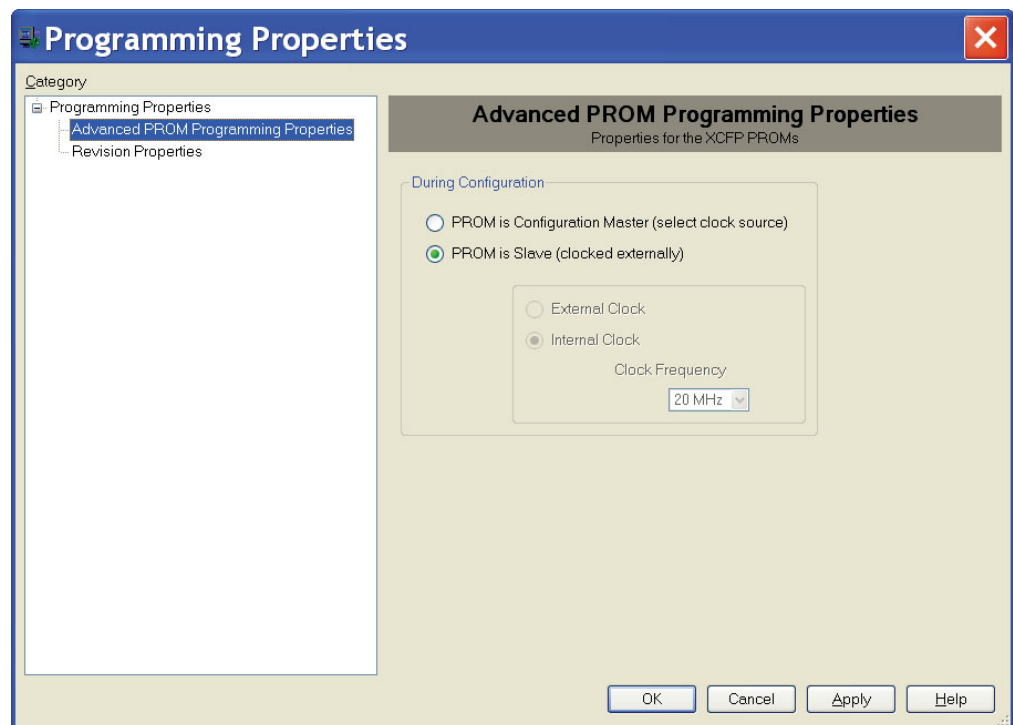 Programming Properties
Category
Programming Properties
Advanced PROM Programming Properties
Revision Properties
Advanced PROM Programming Properties
Properties for the XCFP PROMs
During Configuration
PROM is Configuration Master (select clock source)
PROM is Slave (clocked externally)
External Clock
Internal Clock
Clock Frequency
20 MHz
OK Cancel Apply Help